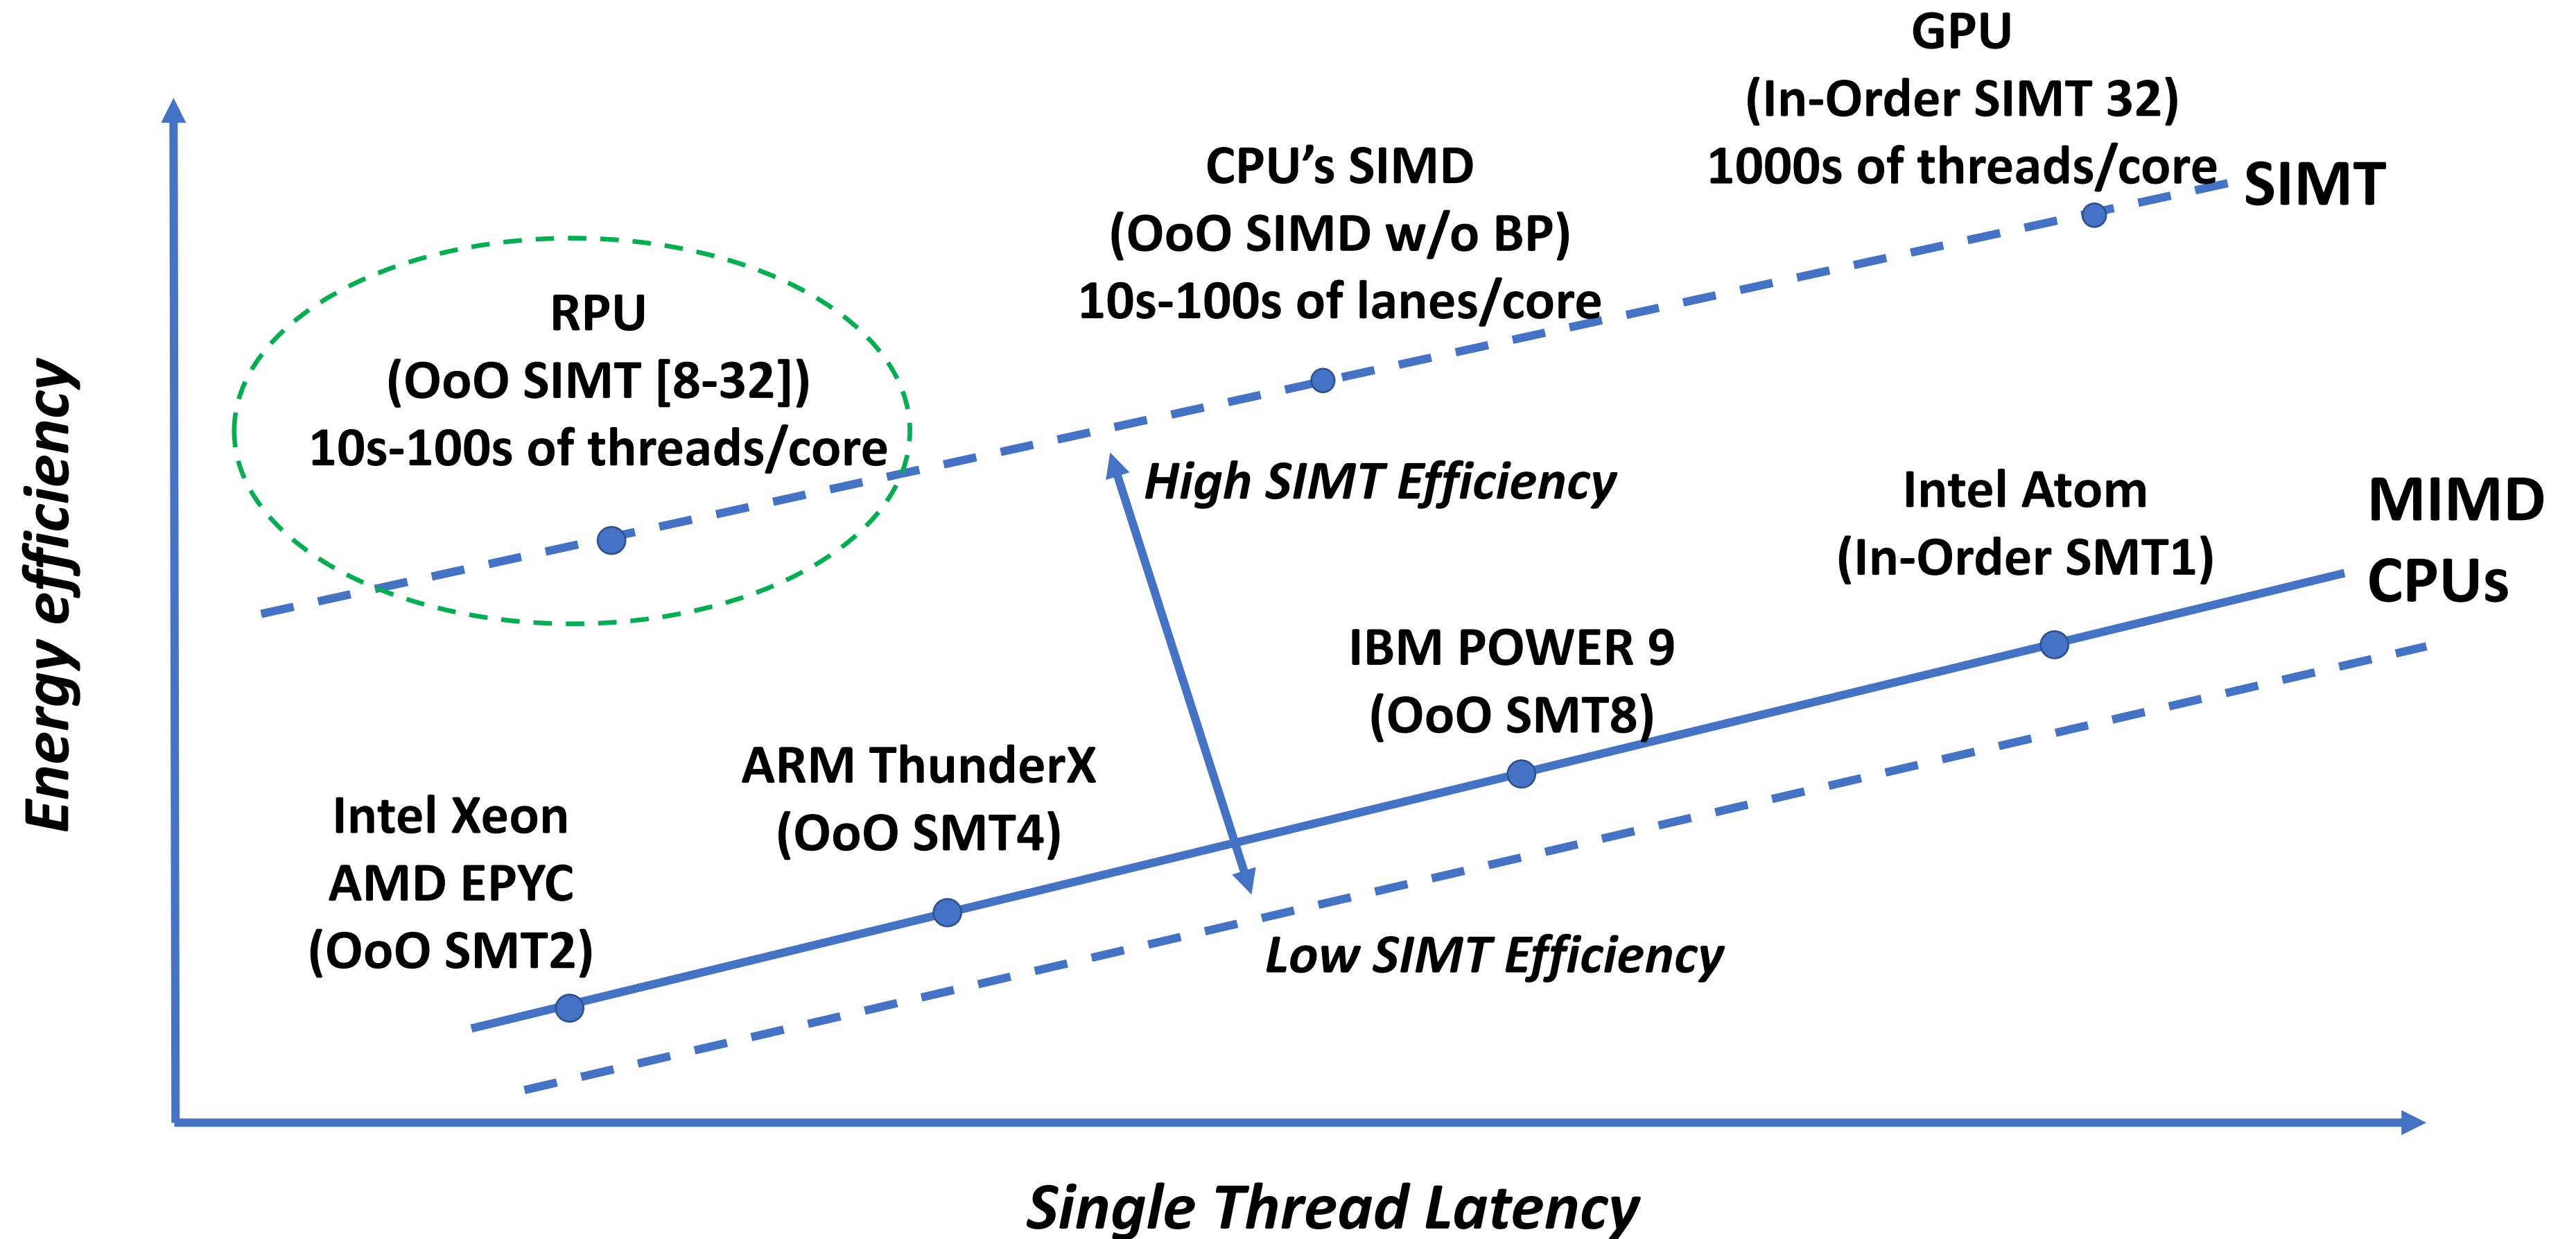 GPU
(In-Order SIMT 32)
1000s of threads/core
SIMT
CPU’s SIMD
(OoO SIMD w/o BP)
10s-100s of lanes/core
RPU
(OoO SIMT [8-32])
10s-100s of threads/core
High SIMT Efficiency
Intel Atom
(In-Order SMT1)
MIMD
CPUs
IBM POWER 9
(OoO SMT8)
ARM ThunderX
(OoO SMT4)
Intel Xeon
AMD EPYC
(OoO SMT2)
Low SIMT Efficiency
Energy efficiency
Single Thread Latency